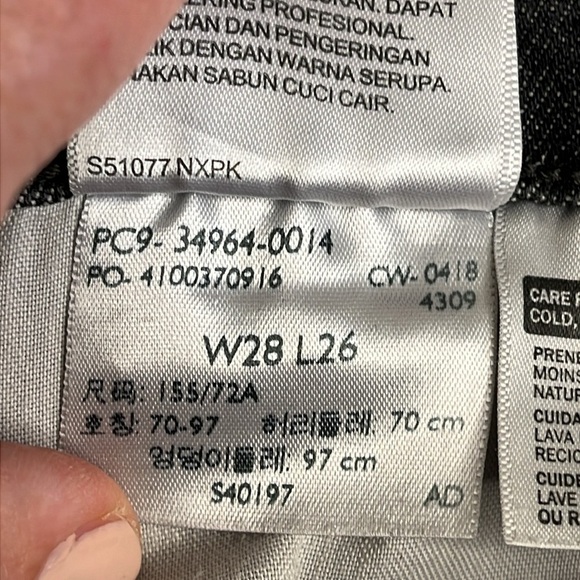 DAPAT
KING PROFESIONAL.
CIAN DAN PENGERINGAN
IK DENGAN WARNA SERUPA.
AKAN SABUN CUCI CAIR.
S51077 NXPK
PC9- 34964-0014
PO- 4100370916 CW- 0418
4309
W28 L26
尺码: 155/72A
호칭: 70-97 허리둘레: 70 cm
엉덩이둘레: 97 cm
S40197 AD
CARE
COLD,
PREN
MOINS
NATUR
CUIDA
LAVA
RECIC
CUIDE
LAVE
OU R